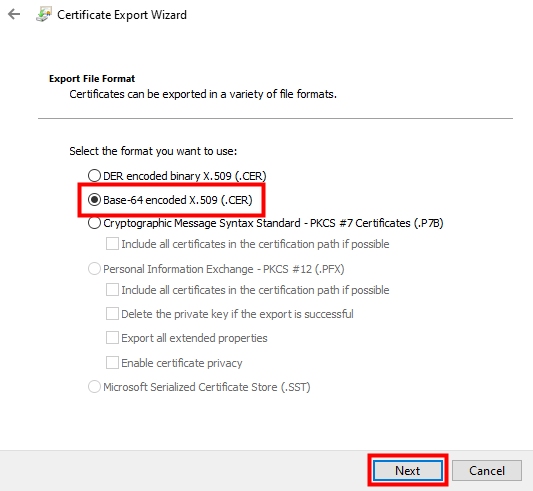 Certificate Export Wizard
Export File Format
Certificates can be exported in a variety of file formats.
Select the format you want to use:
DER encoded binary X.509 (.CER)
Base-64 encoded X.509 (.CER)
Cryptographic Message Syntax Standard - PKCS #7 Certificates (.P7B)
Include all certificates in the certification path if possible
Personal Information Exchange - PKCS #12 (.PFX)
Include all certificates in the certification path if possible
Delete the private key if the export is successful
Export all extended properties
Enable certificate privacy
Microsoft Serialized Certificate Store (.SST)
Next Cancel